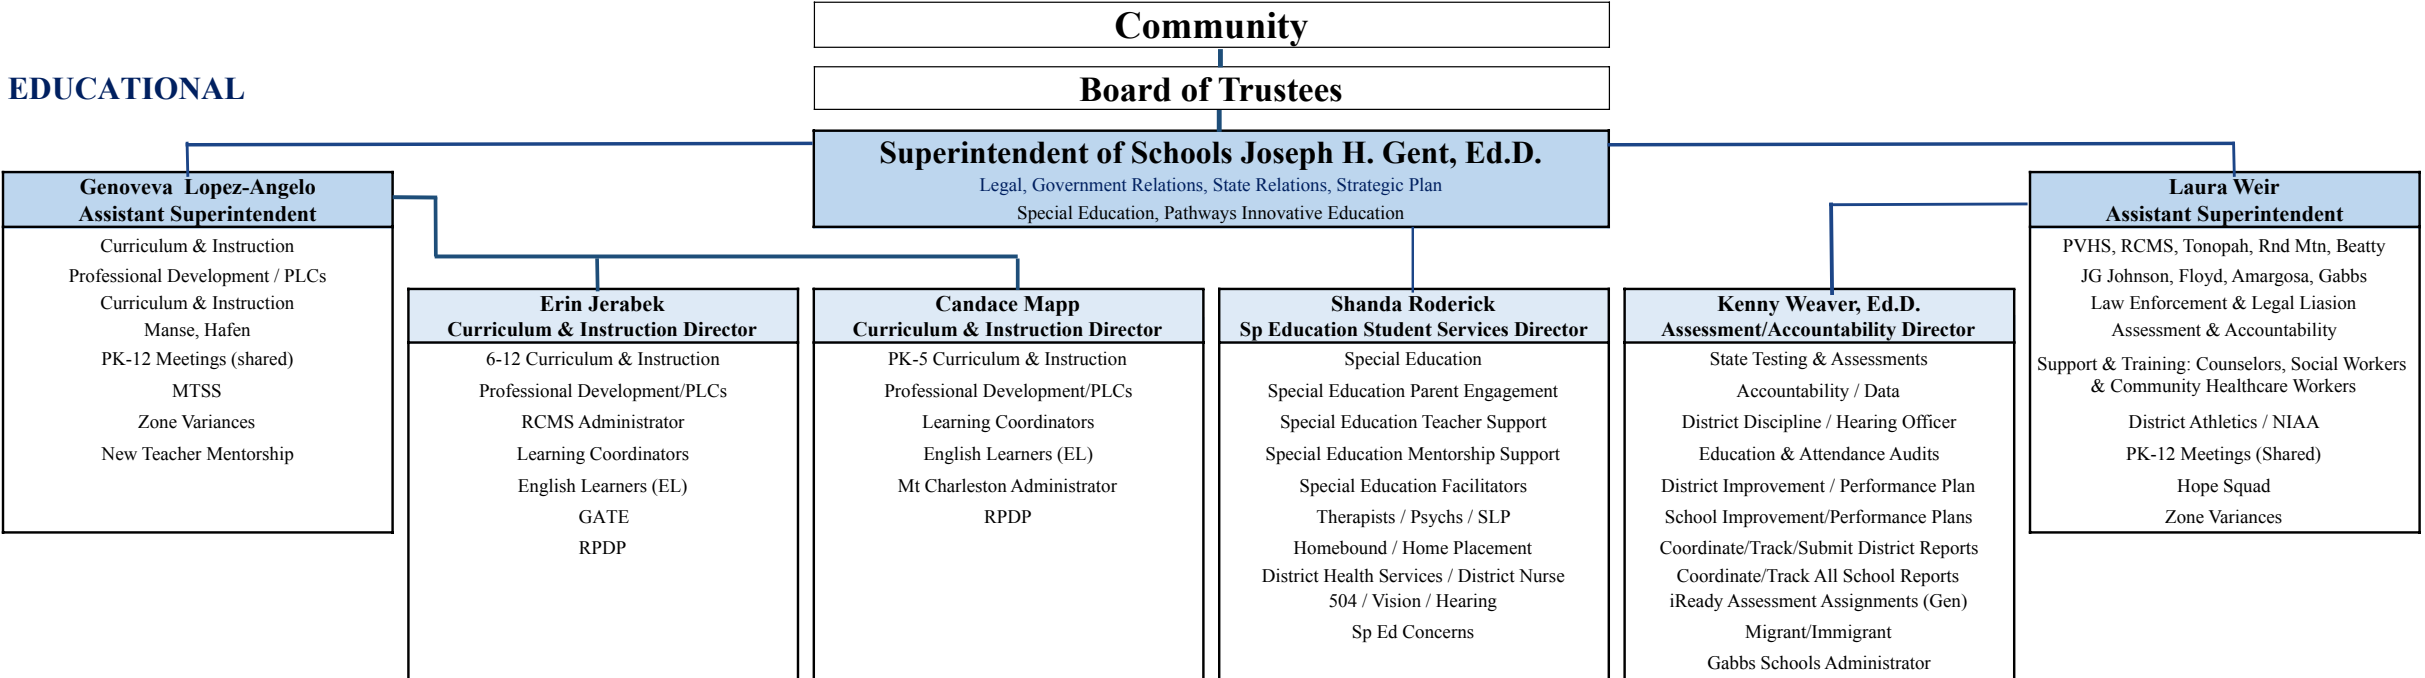 Community
EDUCATIONAL
Board of Trustees
Superintendent of Schools Joseph H. Gent, Ed.D.
Legal, Government Relations, State Relations, Strategic Plan
Special Education, Pathways Innovative Education
Genoveva Lopez-Angelo
Assistant Superintendent
Curriculum & Instruction
Professional Development / PLCs
Curriculum & Instruction
Manse, Hafen
PK-12 Meetings (shared)
MTSS
Zone Variances
New Teacher Mentorship
Erin Jerabek
Curriculum & Instruction Director
6-12 Curriculum & Instruction
Professional Development/PLCs
RCMS Administrator
Learning Coordinators
English Learners (EL)
GATE
RPDP
Candace Mapp
Curriculum & Instruction Director
PK-5 Curriculum & Instruction
Professional Development/PLCs
Learning Coordinators
English Learners (EL)
Mt Charleston Administrator
RPDP
Shanda Roderick
Sp Education Student Services Director
Special Education
Special Education Parent Engagement
Special Education Teacher Support
Special Education Mentorship Support
Special Education Facilitators
Therapists / Psychs / SLP
Homebound / Home Placement
District Health Services / District Nurse
504 / Vision / Hearing
Sp Ed Concerns
Kenny Weaver, Ed.D.
Assessment/Accountability Director
State Testing & Assessments
Accountability / Data
District Discipline / Hearing Officer
Education & Attendance Audits
District Improvement / Performance Plan
School Improvement/Performance Plans
Coordinate/Track/Submit District Reports
Coordinate/Track All School Reports
iReady Assessment Assignments (Gen)
Migrant/Immigrant
Gabbs Schools Administrator
Laura Weir
Assistant Superintendent
PVHS, RCMS, Tonopah, Rnd Mtn, Beatty
JG Johnson, Floyd, Amargosa, Gabbs
Law Enforcement & Legal Liasion
Assessment & Accountability
Support & Training: Counselors, Social Workers
& Community Healthcare Workers
District Athletics / NIAA
PK-12 Meetings (Shared)
Hope Squad
Zone Variances